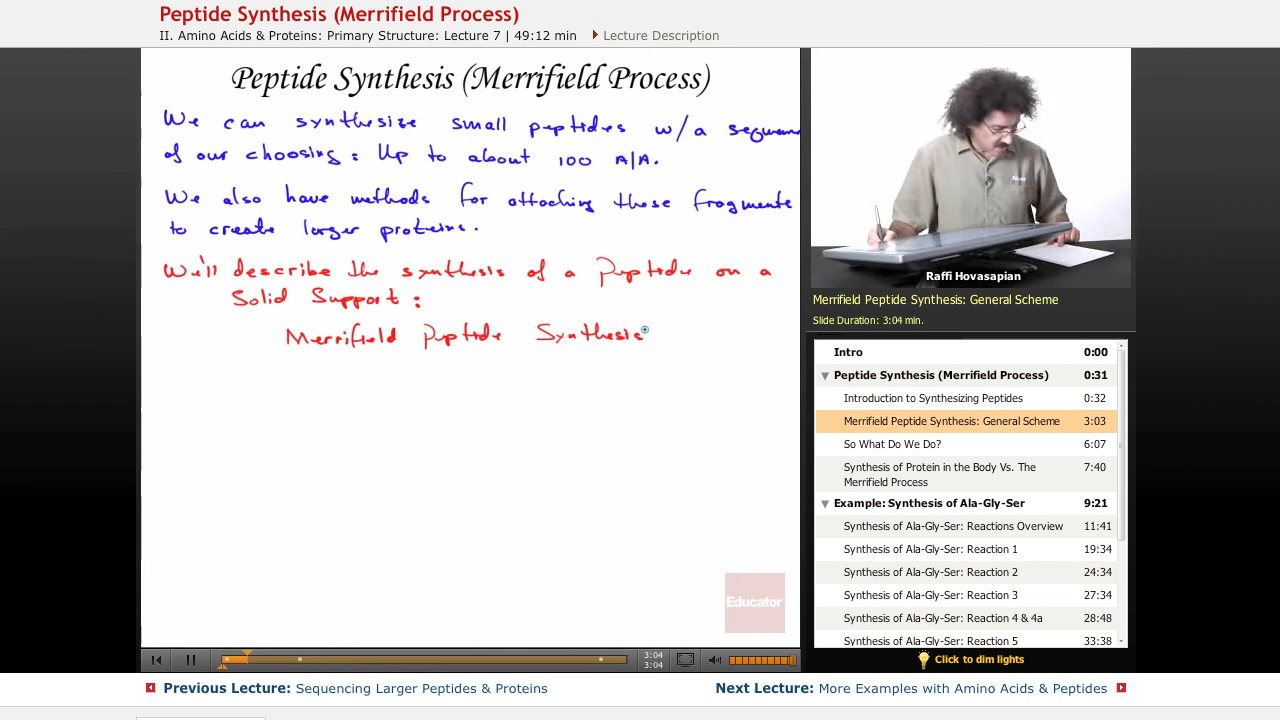 Peptide Synthesis (Merrifield Process)
II. Amino Acids & Proteins: Primary Structure: Lecture 7 | 49:12 min
Lecture Description
Peptide Synthesis (Merrifield Process)
We can synthesize small peptides w/a
of our choosing: Up to about 100 A/A.
We also have methods for attaching these fragments
to create larger proteins.
We'll describe the synthesis of a Peptide on a
Solid Support:
Merrifield Peptide Synthesis
Educator
Raffi Hovasapian
Merrifield Peptide Synthesis: General Scheme
Slide Duration: 3:04 min.
Intro 0:00
Peptide Synthesis (Merrifield Process) 0:31
Introduction to Synthesizing Peptides 0:32
Merrifield Peptide Synthesis: General Scheme 3:03
So What Do We Do? 6:07
Synthesis of Protein in the Body Vs. The
Merrifield Process 7:40
Example: Synthesis of Ala-Gly-Ser 9:21
Synthesis of Ala-Gly-Ser: Reactions Overview 11:41
Synthesis of Ala-Gly-Ser: Reaction 1 19:34
Synthesis of Ala-Gly-Ser: Reaction 2 24:34
Synthesis of Ala-Gly-Ser: Reaction 3 27:34
Synthesis of Ala-Gly-Ser: Reaction 4 & 4a 28:48
Synthesis of Ala-Gly-Ser: Reaction 5 33:38
3:04
3:04
Click to dim lights
Previous Lecture: Sequencing Larger Peptides & Proteins
Next Lecture: More Examples with Amino Acids & Peptides